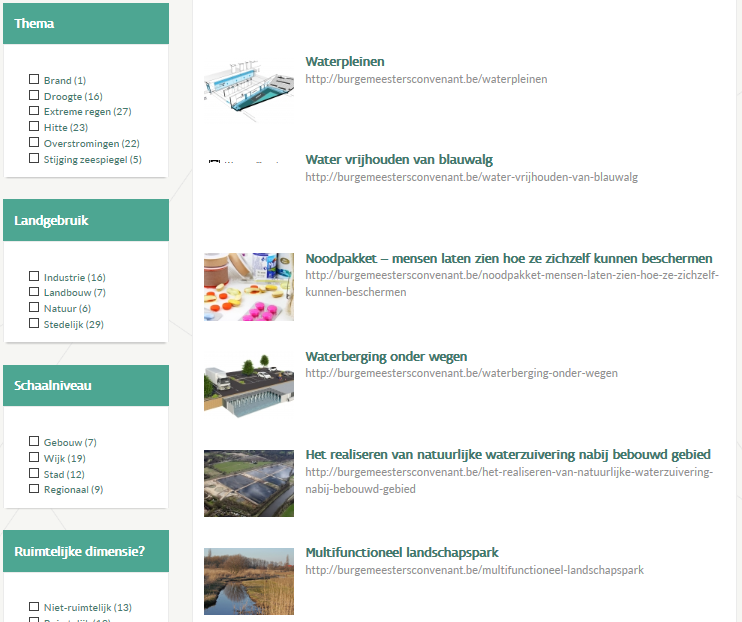 Thema
Brand (1)
Droogte (16)
Extreme regen (27)
Hitte (23)
Overstromingen (22)
Stijging zeespiegel (5)
Landgebruik
Industrie (16)
Landbouw (7)
Natuur (6)
Stedelijk (29)
Schaalniveau
Gebouw (7)
Wijk (19)
Stad (12)
Regionaal (9)
Ruimtelijke dimensie?
Niet-ruimtelijk (13)
Waterpleinen
http://burgemeestersconvenant.be/waterpleinen
Water vrijhouden van blauwalg
http://burgemeestersconvenant.be/water-vrijhouden-van-blauwalg
Noodpakket – mensen laten zien hoe ze zichzelf kunnen beschermen
http://burgemeestersconvenant.be/noodpakket-mensen-laten-zien-hoe-ze-zichzelf-
kunnen-beschermen
Waterberging onder wegen
http://burgemeestersconvenant.be/waterberging-onder-wegen
Het realiseren van natuurlijke waterzuivering nabij bebouwd gebied
http://burgemeestersconvenant.be/het-realiseren-van-natuurlijke-waterzuivering-
nabij-bebouwd-gebied
Multifunctioneel landschapspark
http://burgemeestersconvenant.be/multifunctioneel-landschapspark